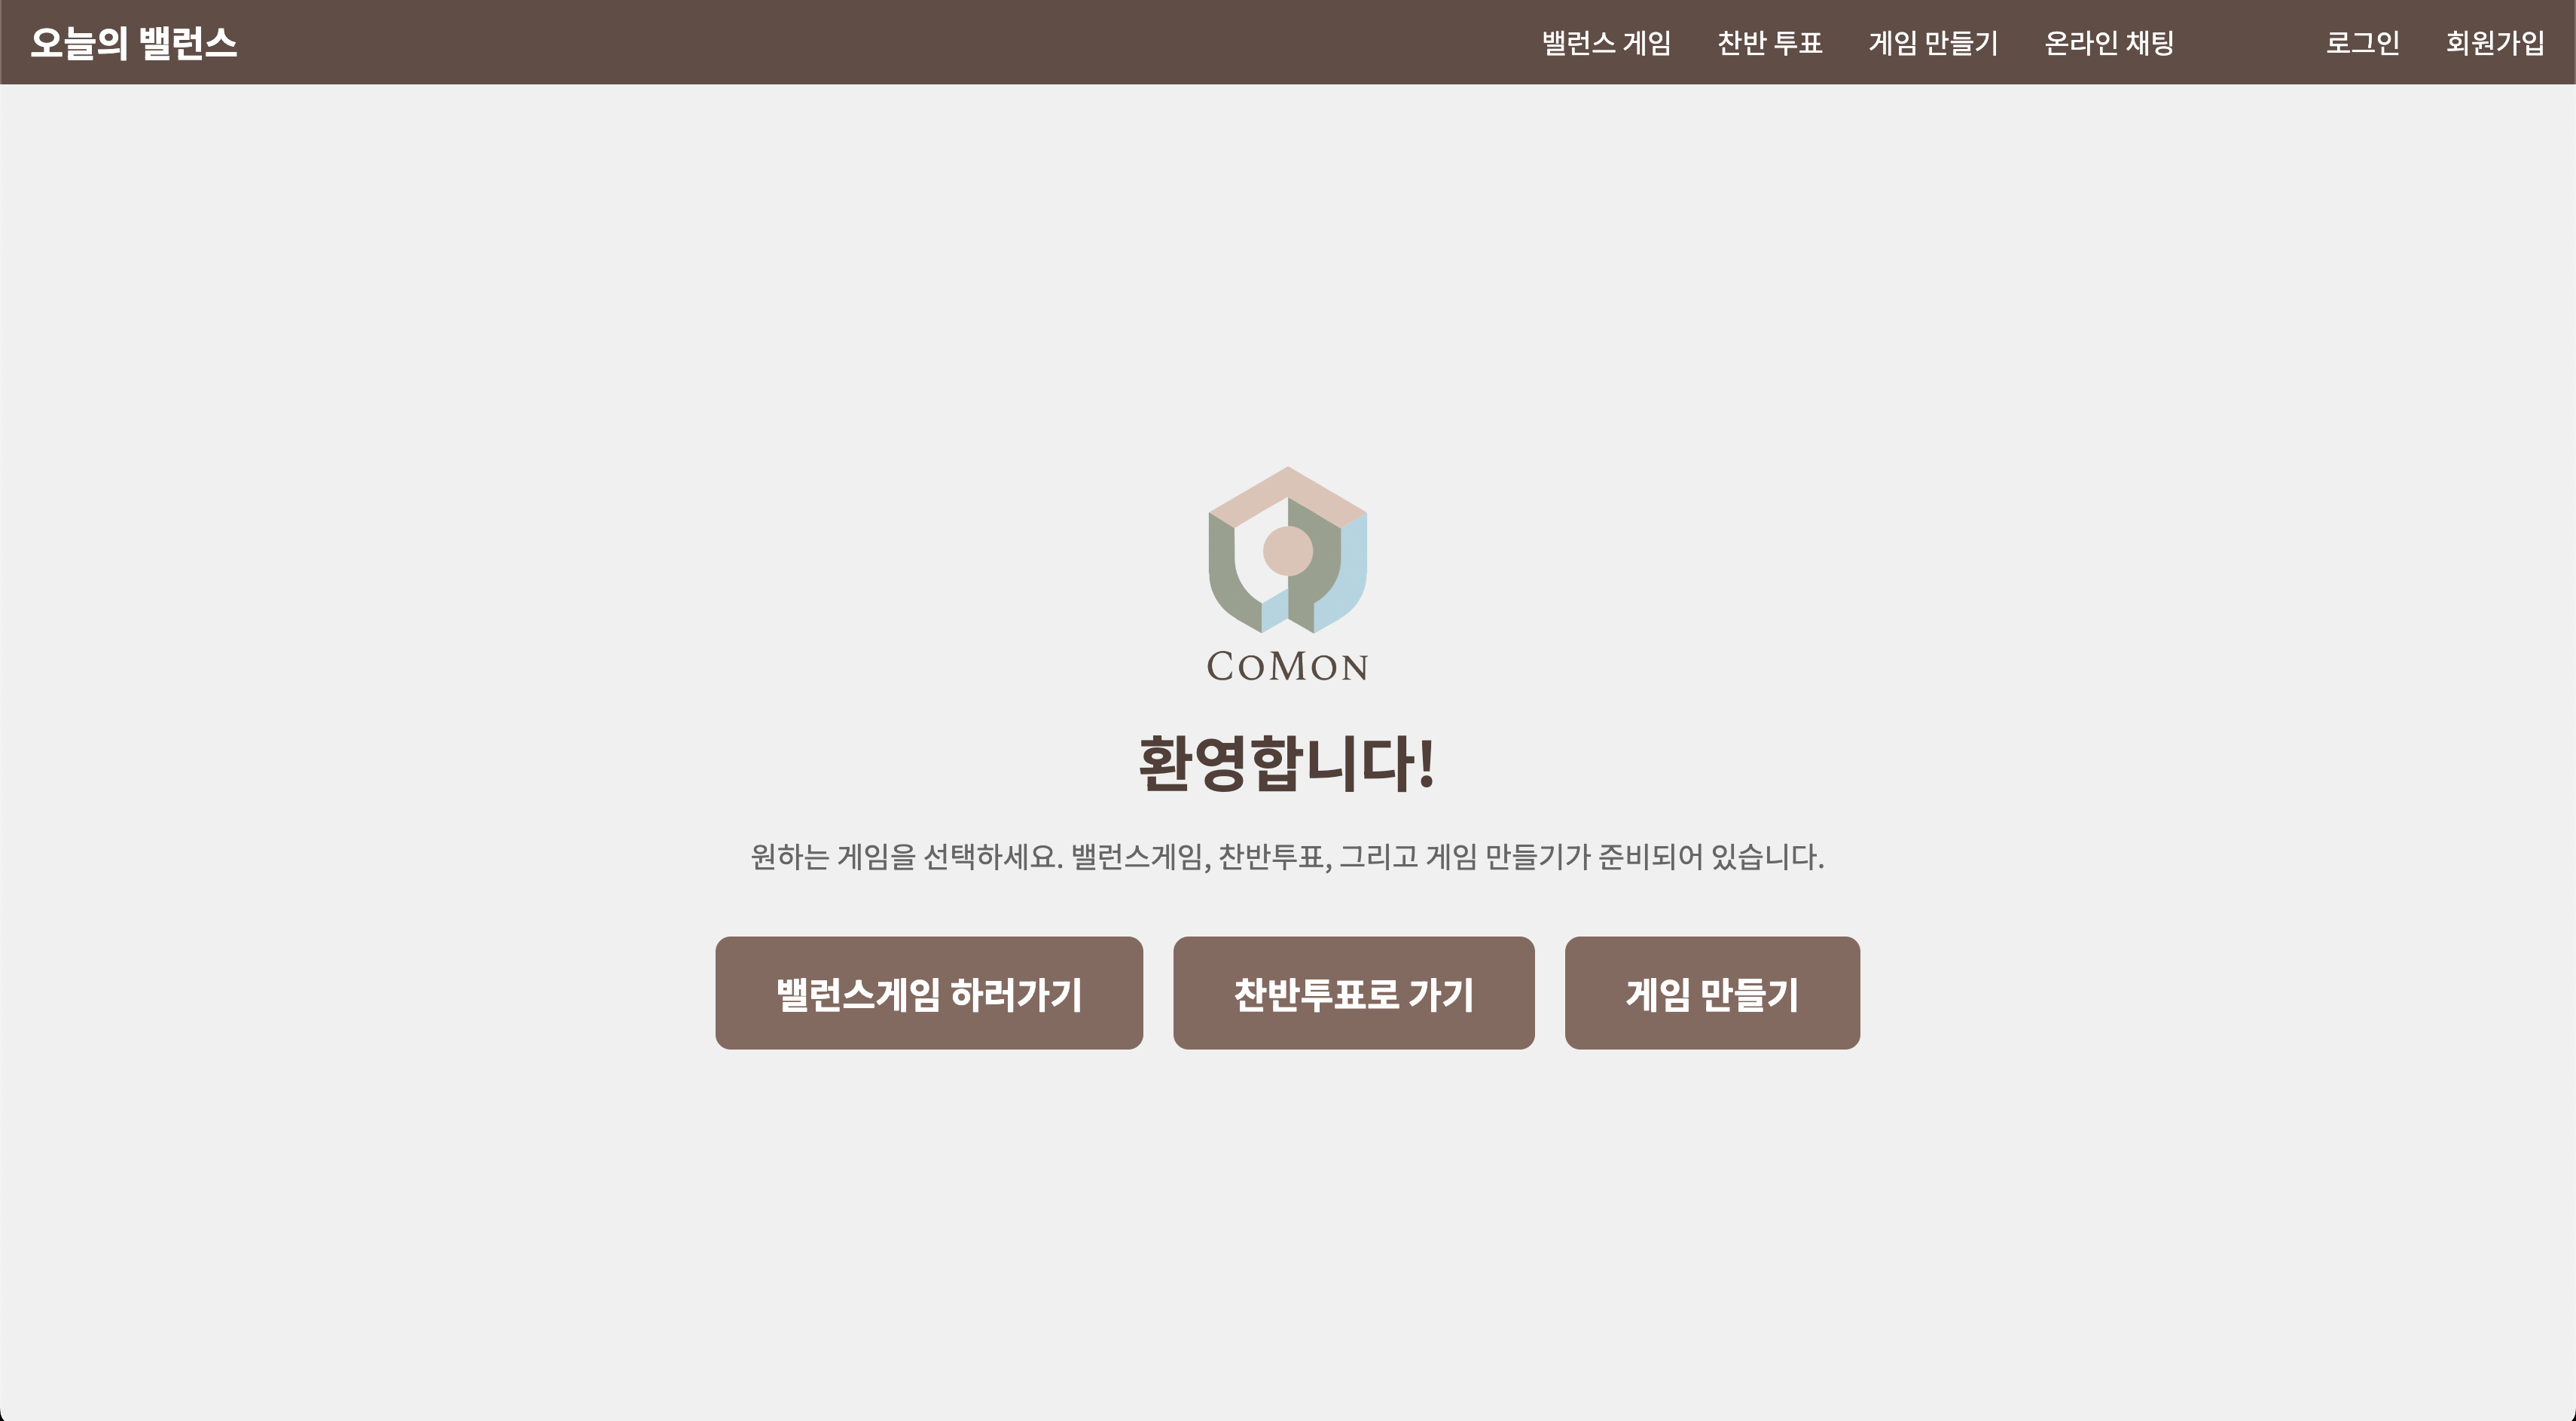 오늘의 밸런스
밸런스 게임 찬반 투표 게임 만들기 온라인 채팅 로그인 회원가입
COMON
환영합니다!
원하는 게임을 선택하세요. 밸런스게임, 찬반투표, 그리고 게임 만들기가 준비되어 있습니다.
밸런스게임 하러가기 찬반투표로 가기 게임 만들기